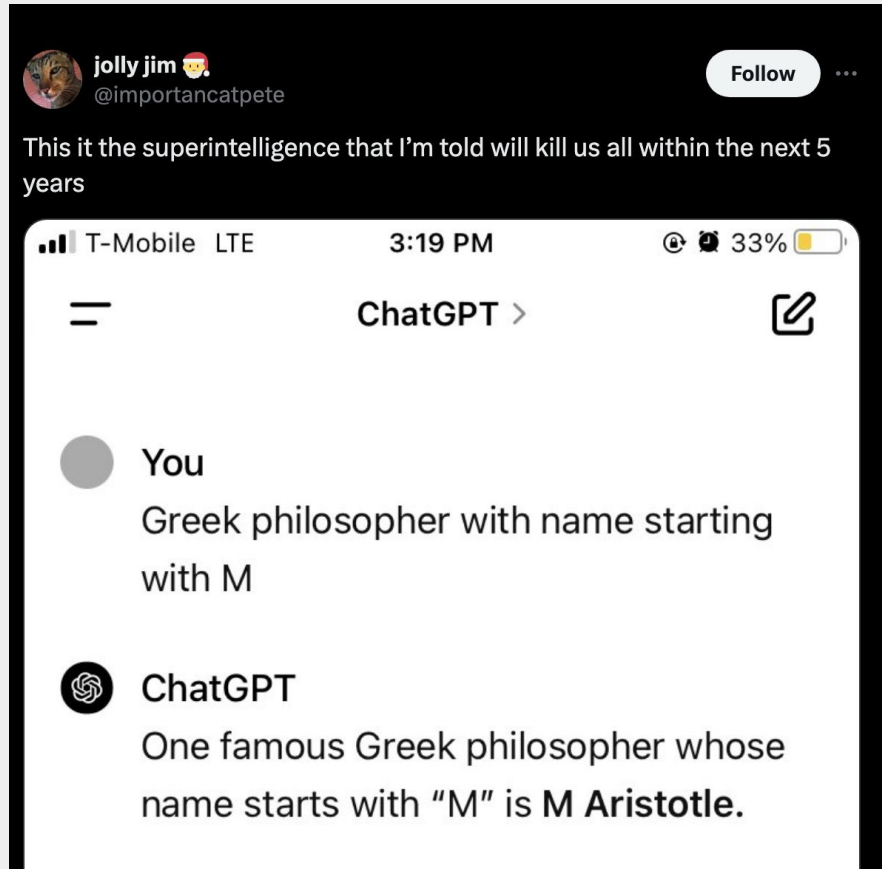 jolly jim 🎅
@importancatpete
Follow
This it the superintelligence that I’m told will kill us all within the next 5
years
T-Mobile LTE
3:19 PM
33%
ChatGPT >
You
Greek philosopher with name starting
with M
ChatGPT
One famous Greek philosopher whose
name starts with “M” is M Aristotle.